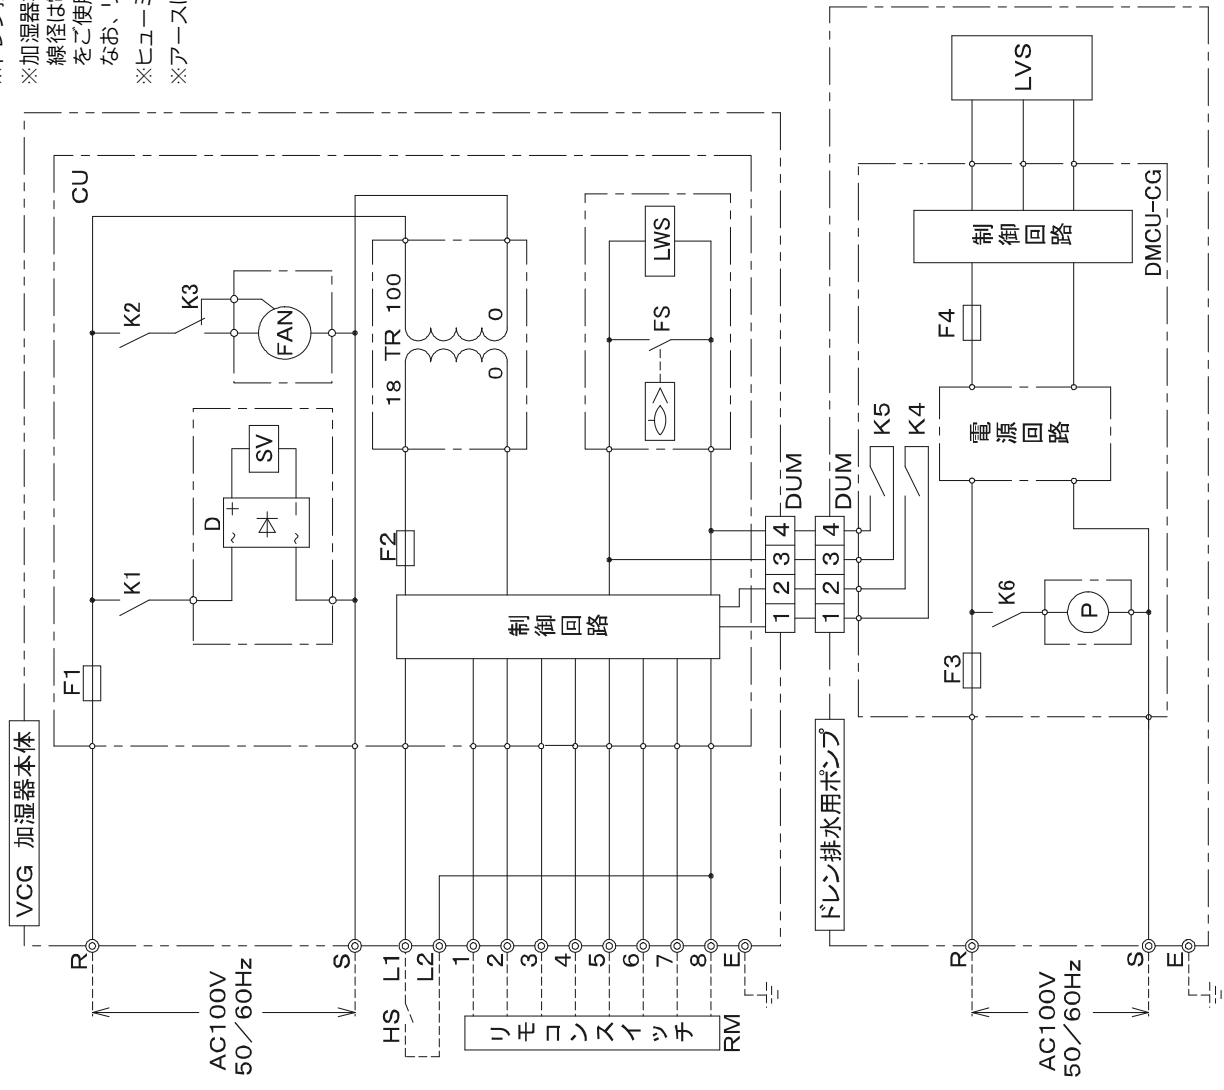 ※加湿器
線径は
をご使用
なお、リ
※ヒューミ
※アースに
VCG 加湿器本体
CU
R
F1
K1
D
+
−
~
~
SV
K2
K3
FAN
S
AC100V
50/60Hz
18 TR 100
0
0
F2
制御回路
LWS
FS
DUM
1 2 3 4
L1
L2
1
2
3
4
5
6
7
8
E
HS
リモコンスイッチ
RM
ドレン排水用ポンプ
DUM
1 2 3 4
K5
K4
R
F3
K6
P
電源回路
F4
制御回路
DMCU-CG
LVS
S
E
AC100V
50/60Hz